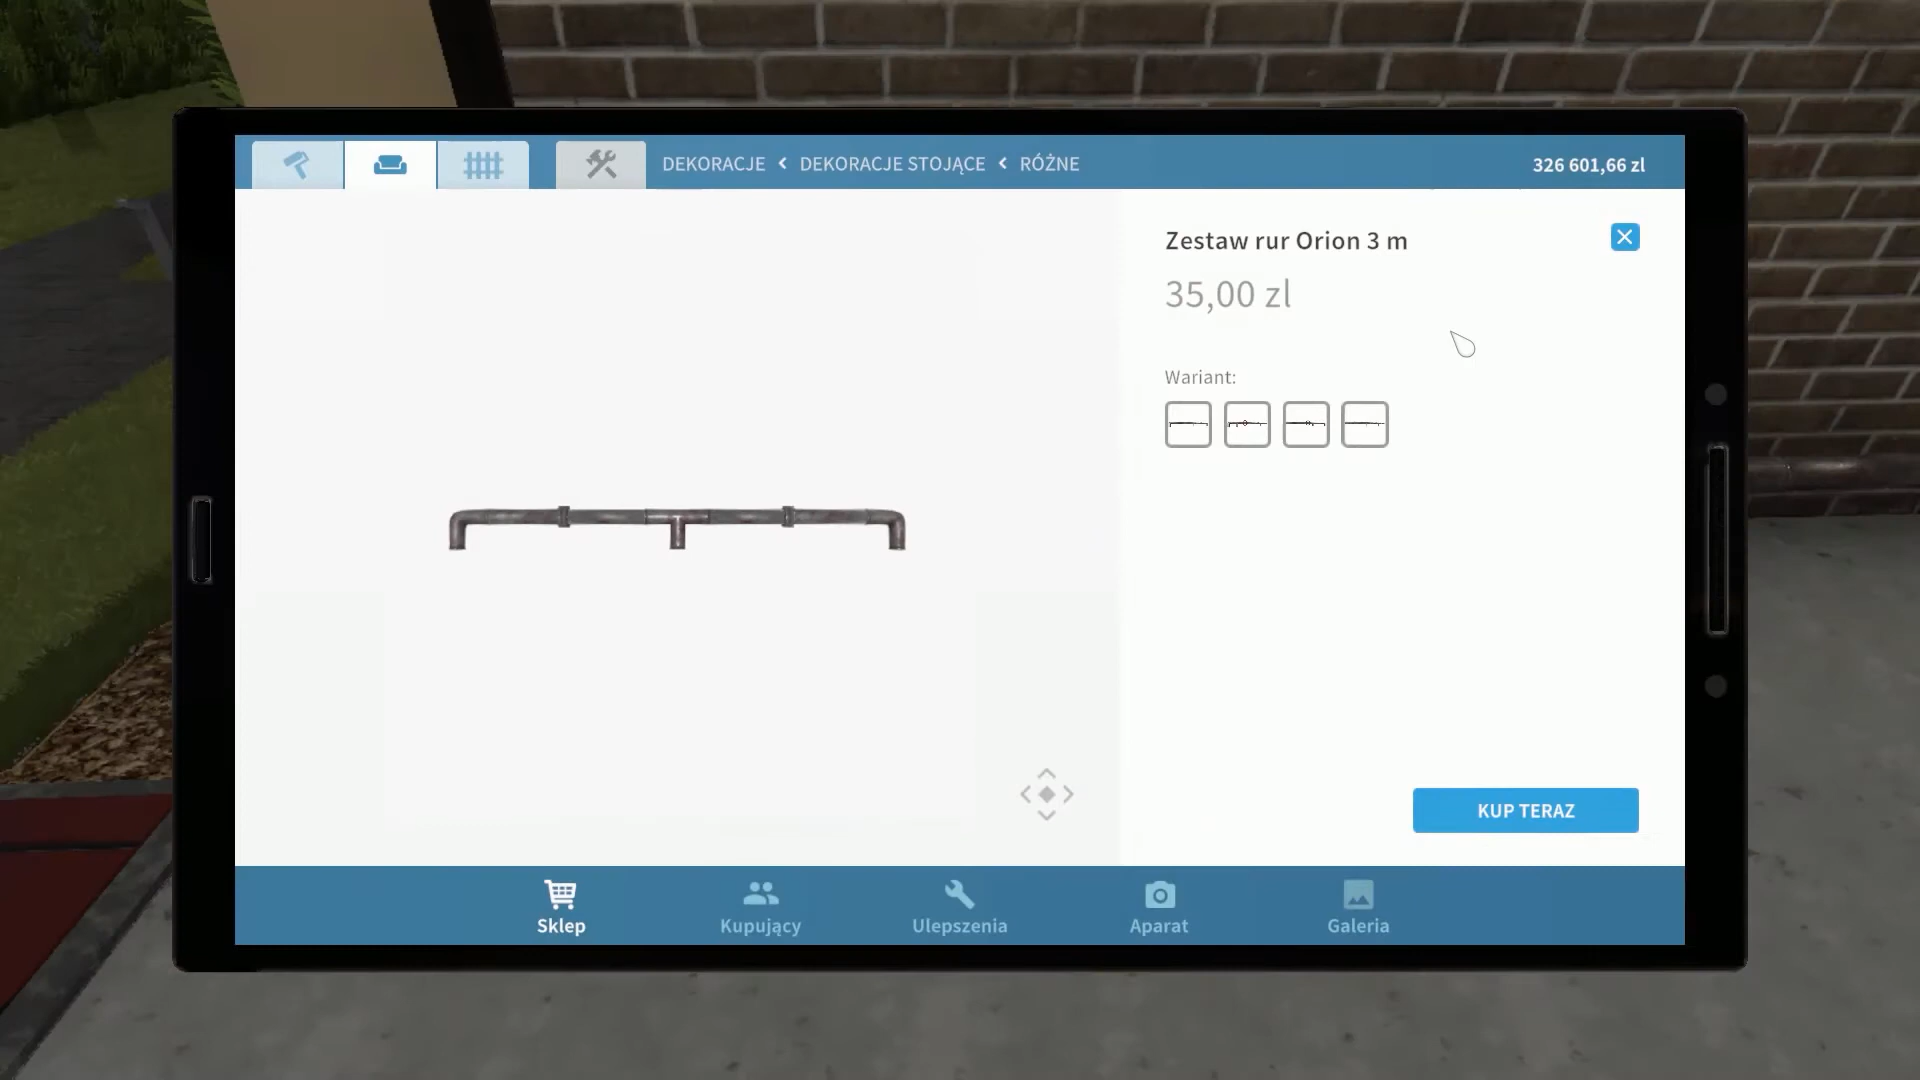 DEKORACJE < DEKORACJE STOJĄCE < RÓŻNE
326 601,66 zl
Zestaw rur Orion 3 m
35,00 zl
Wariant:
KUP TERAZ
Sklep
Kupujący
Ulepszenia
Aparat
Galeria